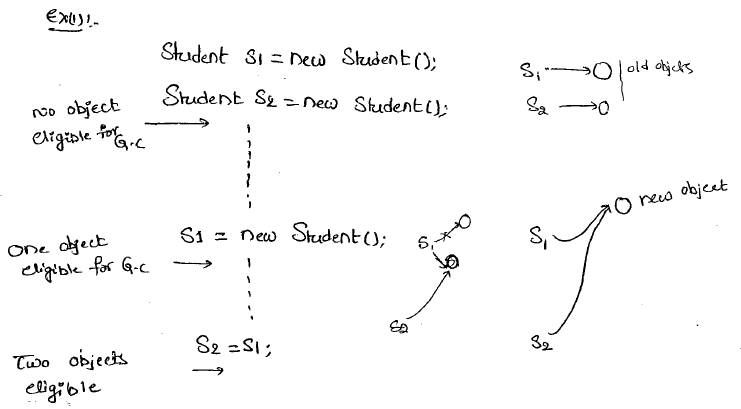 Ex(1):-
Student S1 = new Student();
S1 → old objects
no object
eligible for
G.C →
Student S2 = new Student();
S2 →
One object
eligible for G.C →
S1 = new Student();
S1
S2
S1
new object
S2
Two objects
eligible →
S2 = S1;